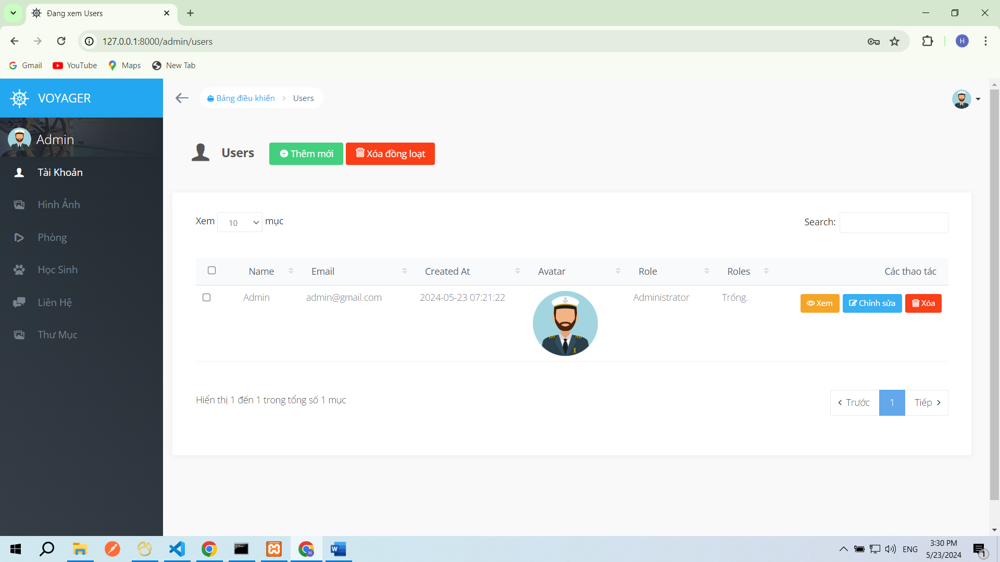 Đang xem Users
127.0.0.1:8000/admin/users
H
Gmail YouTube Maps New Tab
VOYAGER
Bảng điều khiển Users
Admin
Users Thêm mới Xóa đồng loạt
Tài Khoản
Hình Ảnh
Phòng
Học Sinh
Liên Hệ
Thư Mục
Xem 10 mục Search:
Name Email Created At Avatar Role Roles Các thao tác
Admin admin@gmail.com 2024-05-23 07:21:22 Administrator Trống. Xem Chỉnh sửa Xóa
Hiển thị 1 đến 1 trong tổng số 1 mục
Trước 1 Tiếp
ENG
3:30 PM
5/23/2024
1